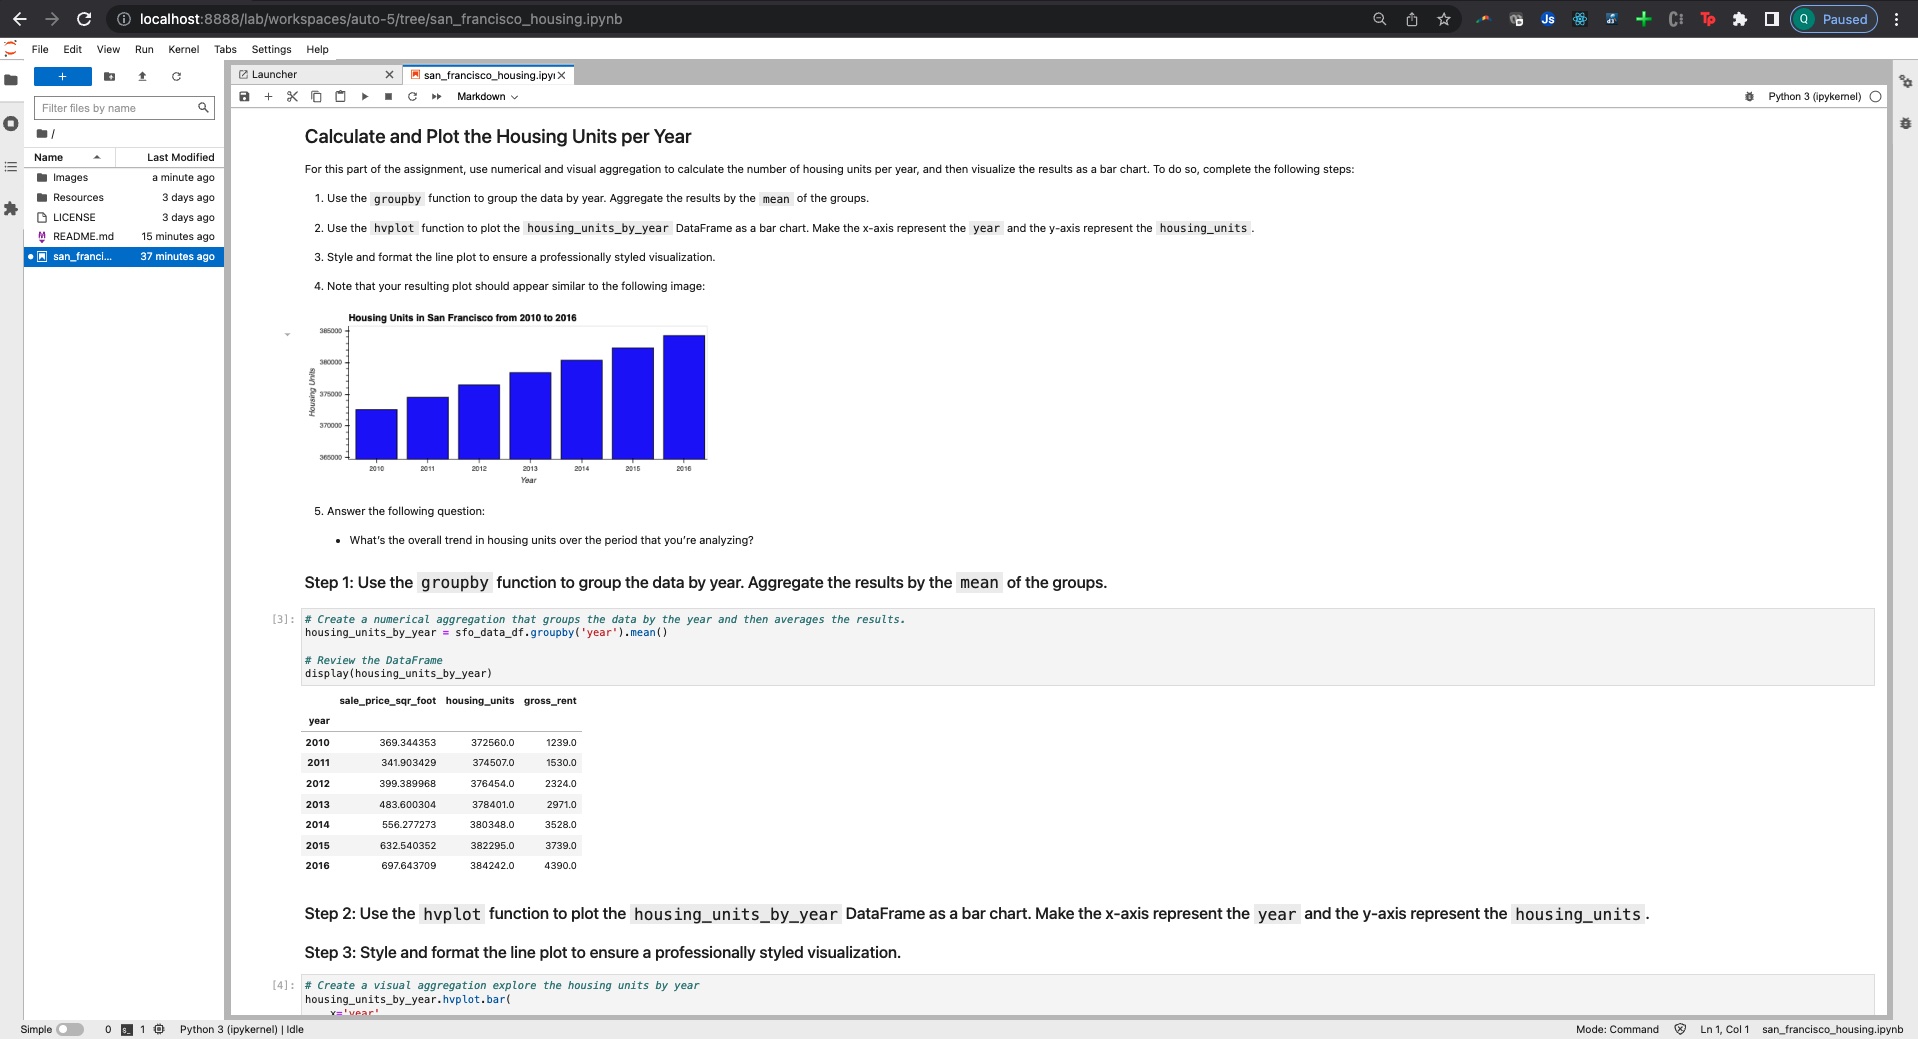 localhost:8888/lab/workspaces/auto-5/tree/san_francisco_housing.ipynb
Js
Tp
Q Paused
File Edit View Run Kernel Tabs Settings Help
Launcher
san_francisco_housing.ipy
Filter files by name
Markdown
Python 3 (ipykernel)
/
Name Last Modified
Images a minute ago
Resources 3 days ago
LICENSE 3 days ago
README.md 15 minutes ago
san_franci... 37 minutes ago
Calculate and Plot the Housing Units per Year
For this part of the assignment, use numerical and visual aggregation to calculate the number of housing units per year, and then visualize the results as a bar chart. To do so, complete the following steps:
1. Use the groupby function to group the data by year. Aggregate the results by the mean of the groups.
2. Use the hvplot function to plot the housing_units_by_year DataFrame as a bar chart. Make the x-axis represent the year and the y-axis represent the housing_units.
3. Style and format the line plot to ensure a professionally styled visualization.
4. Note that your resulting plot should appear similar to the following image:
Housing Units in San Francisco from 2010 to 2016
385000
380000
375000
370000
365000
Housing Units
2010 2011 2012 2013 2014 2015 2016
Year
5. Answer the following question:
• What's the overall trend in housing units over the period that you're analyzing?
Step 1: Use the groupby function to group the data by year. Aggregate the results by the mean of the groups.
[3]:
# Create a numerical aggregation that groups the data by the year and then averages the results.
housing_units_by_year = sfo_data_df.groupby('year').mean()
# Review the DataFrame
display(housing_units_by_year)
sale_price_sqr_foot housing_units gross_rent
year
2010 369.344353 372560.0 1239.0
2011 341.903429 374507.0 1530.0
2012 399.389968 376454.0 2324.0
2013 483.600304 378401.0 2971.0
2014 556.277273 380348.0 3528.0
2015 632.540352 382295.0 3739.0
2016 697.643709 384242.0 4390.0
Step 2: Use the hvplot function to plot the housing_units_by_year DataFrame as a bar chart. Make the x-axis represent the year and the y-axis represent the housing_units.
Step 3: Style and format the line plot to ensure a professionally styled visualization.
[4]:
# Create a visual aggregation explore the housing units by year
housing_units_by_year.hvplot.bar(
x='year'
Simple 0 1 Python 3 (ipykernel) | Idle
Mode: Command Ln 1, Col 1 san_francisco_housing.ipynb